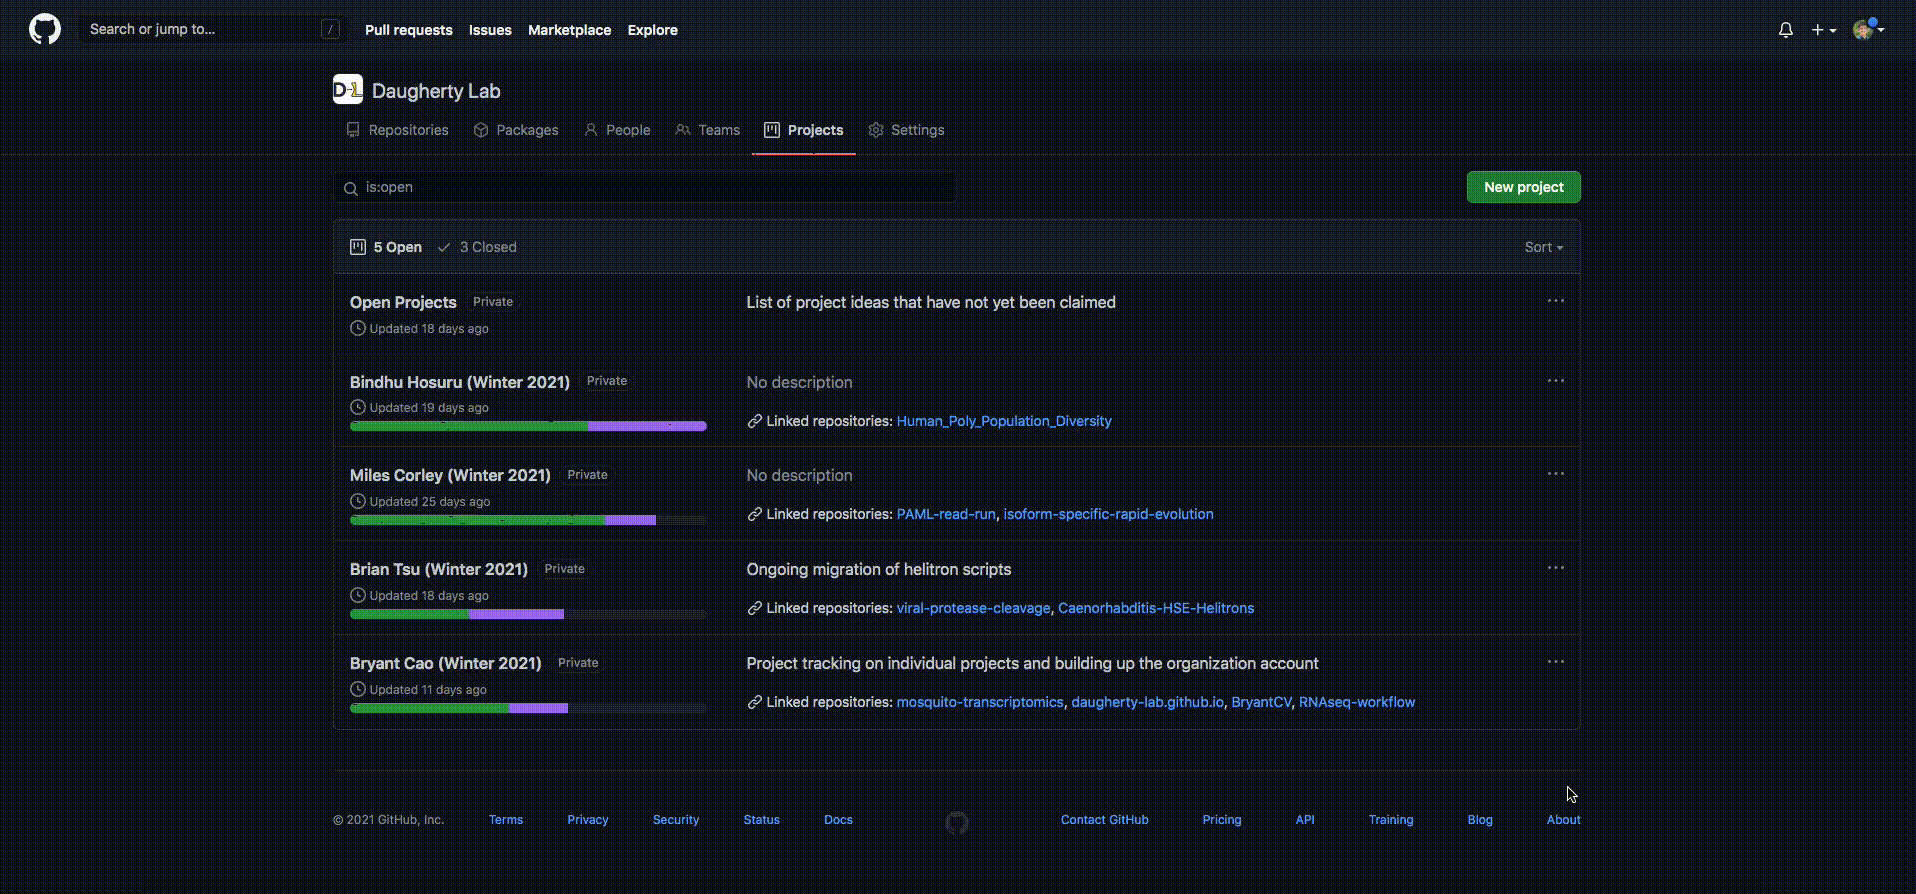 Search or jump to... /
Pull requests Issues Marketplace Explore
D-L Daugherty Lab
Repositories Packages People Teams Projects Settings
is:open
New project
5 Open 3 Closed Sort
Open Projects Private List of project ideas that have not yet been claimed
Updated 18 days ago
Bindhu Hosuru (Winter 2021) Private No description
Updated 19 days ago
Linked repositories: Human_Poly_Population_Diversity
Miles Corley (Winter 2021) Private No description
Updated 25 days ago
Linked repositories: PAML-read-run, isoform-specific-rapid-evolution
Brian Tsu (Winter 2021) Private Ongoing migration of helitron scripts
Updated 18 days ago
Linked repositories: viral-protease-cleavage, Caenorhabditis-HSE-Helitrons
Bryant Cao (Winter 2021) Private Project tracking on individual projects and building up the organization account
Updated 11 days ago
Linked repositories: mosquito-transcriptomics, daugherty-lab.github.io, BryantCV, RNAseq-workflow
© 2021 GitHub, Inc. Terms Privacy Security Status Docs Contact GitHub Pricing API Training Blog About